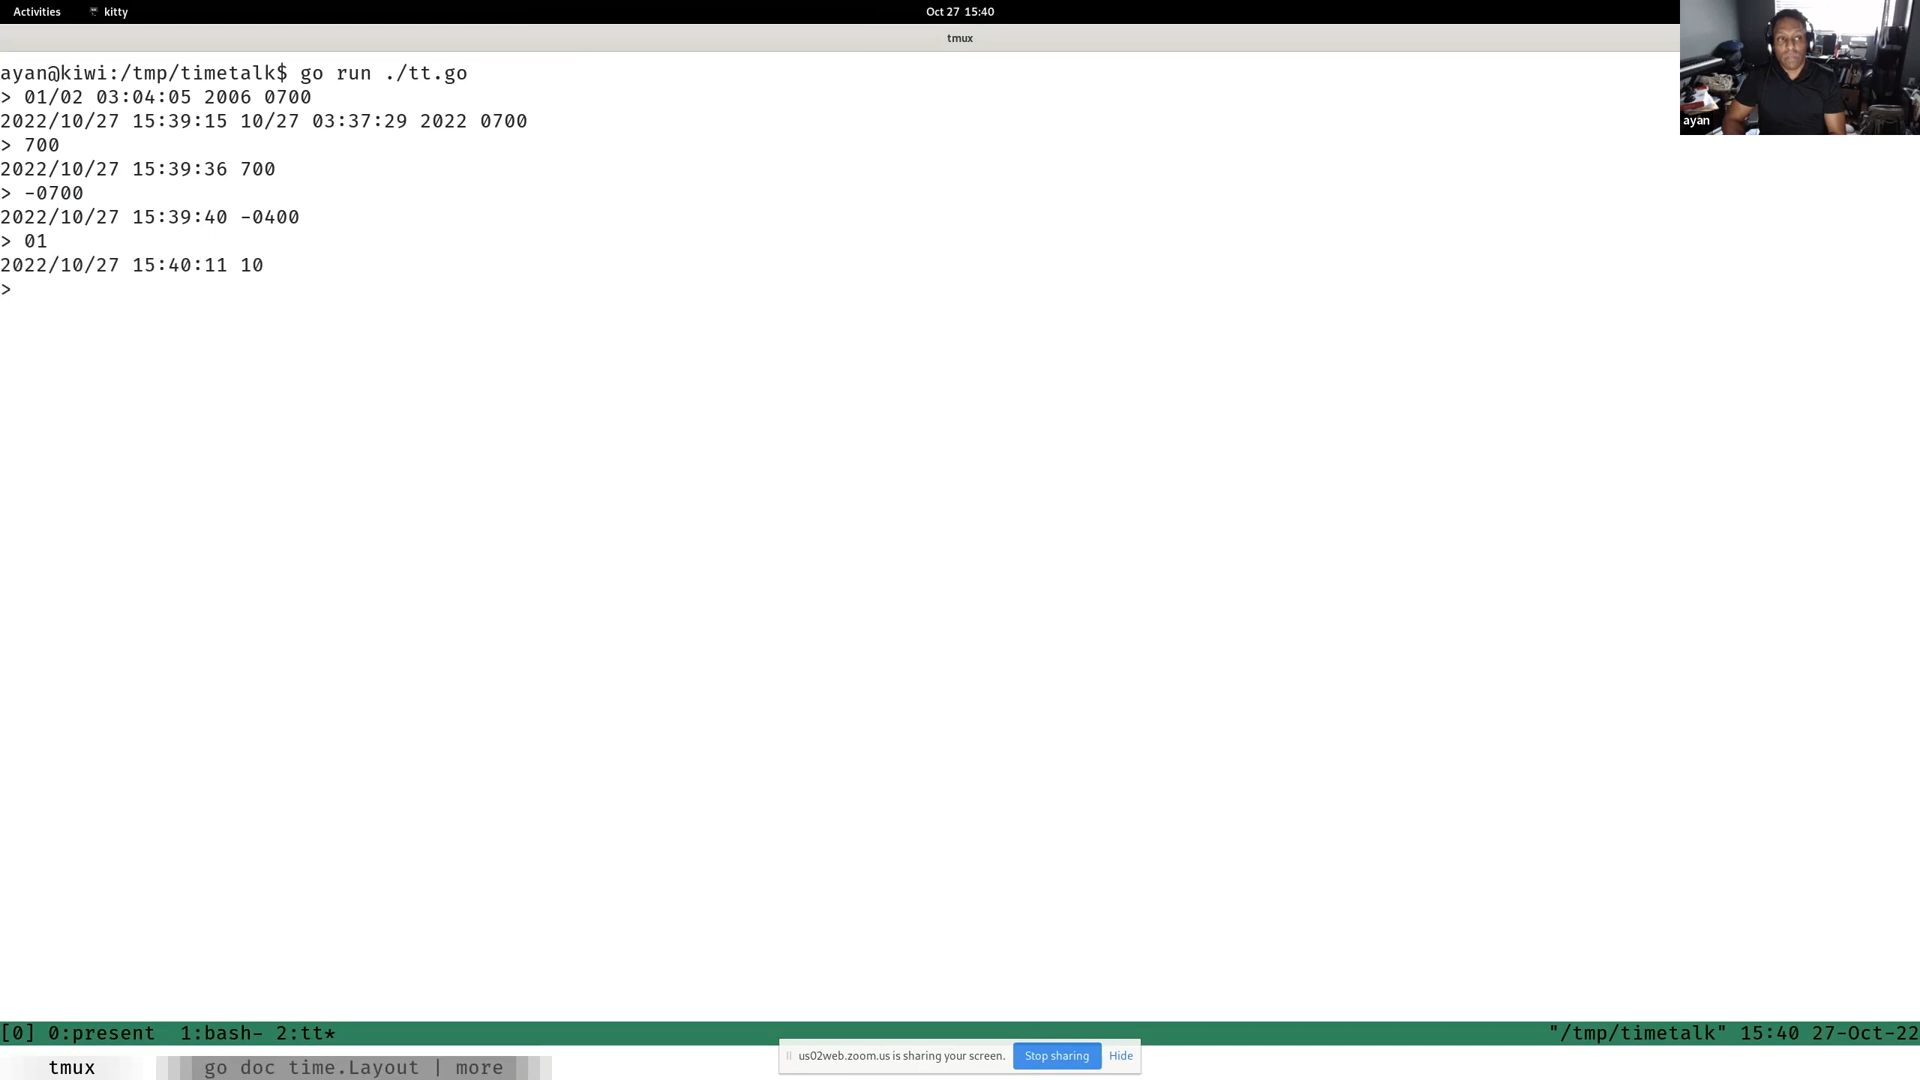 Activities kitty Oct 27 15:40
tmux
ayan@kiwi:/tmp/timetalk$ go run ./tt.go
> 01/02 03:04:05 2006 0700
2022/10/27 15:39:15 10/27 03:37:29 2022 0700
> 700
2022/10/27 15:39:36 700
> -0700
2022/10/27 15:39:40 -0400
> 01
2022/10/27 15:40:11 10
>
ayan
[0] 0:present 1:bash- 2:tt* "/tmp/timetalk" 15:40 27-Oct-22
us02web.zoom.us is sharing your screen. Stop sharing Hide
tmux go doc time.Layout | more